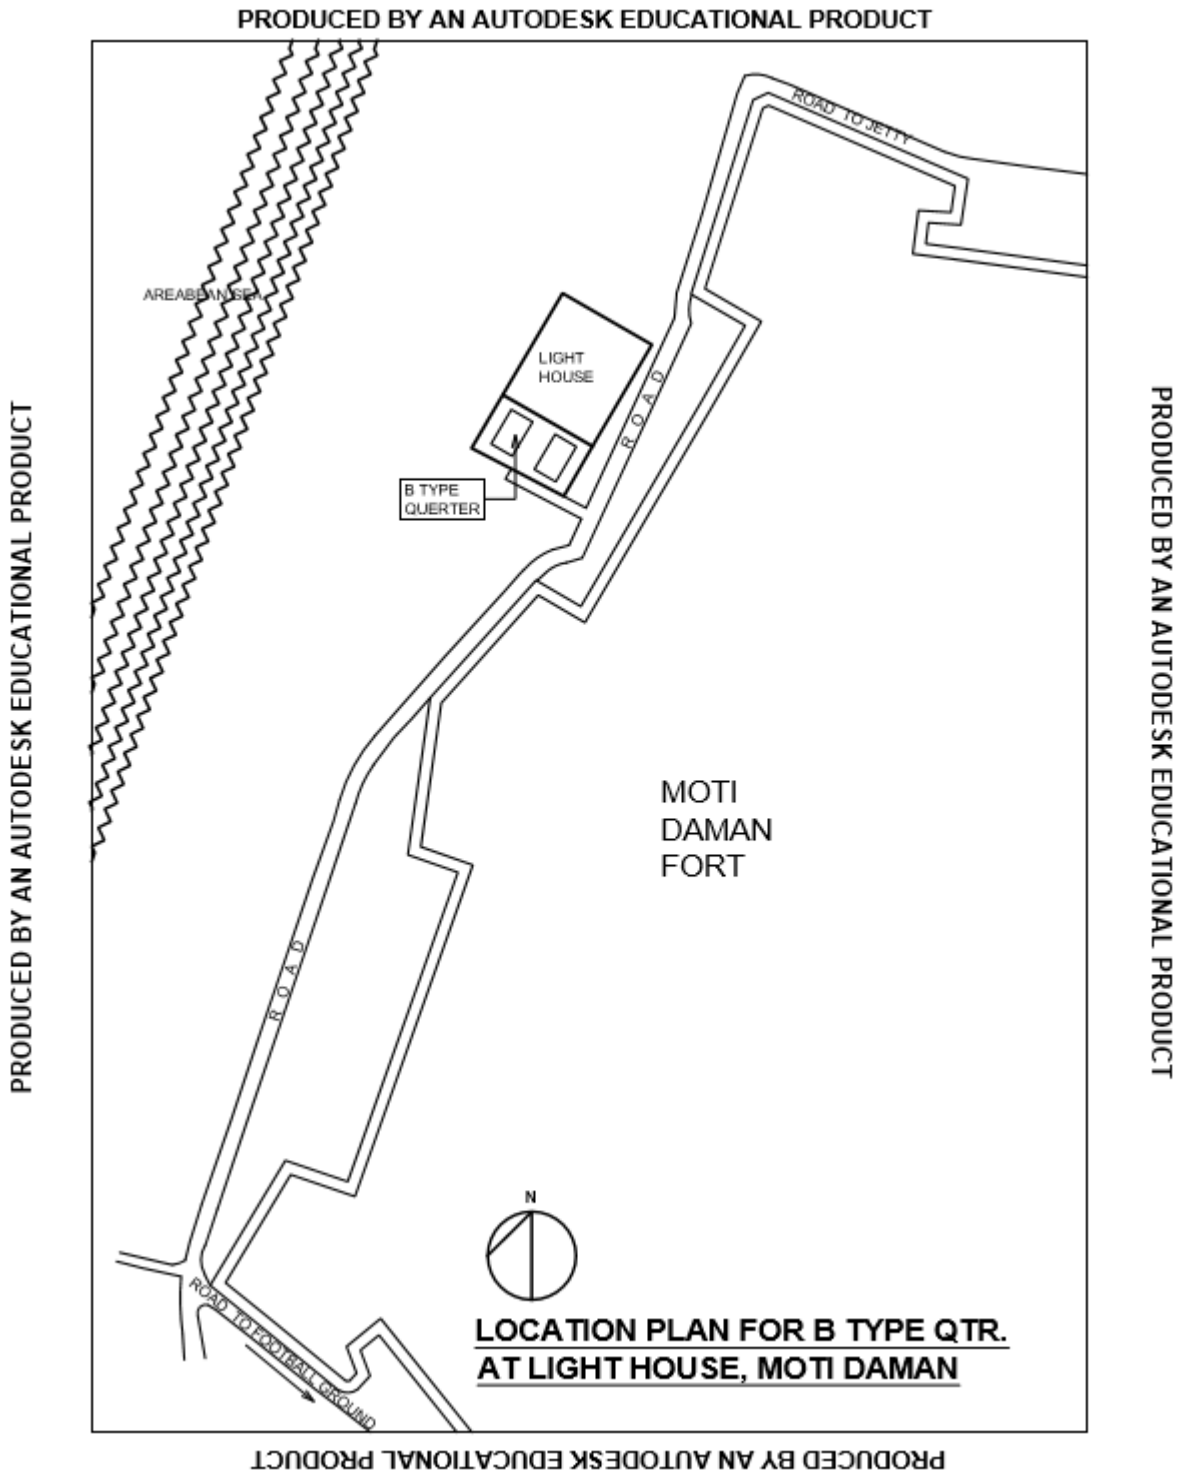 PRODUCED BY AN AUTODESK EDUCATIONAL PRODUCT
ROAD TO JETTY
AREABEAN SEA
LIGHT
HOUSE
ROAD
N
B TYPE
QUERTER
PRODUCED BY AN AUTODESK EDUCATIONAL PRODUCT
PRODUCED BY AN AUTODESK EDUCATIONAL PRODUCT
MOTI
DAMAN
FORT
ROAD
N
ROAD TO FOOTBALL GROUND
LOCATION PLAN FOR B TYPE QTR.
AT LIGHT HOUSE, MOTI DAMAN
PRODUCED BY AN AUTODESK EDUCATIONAL PRODUCT